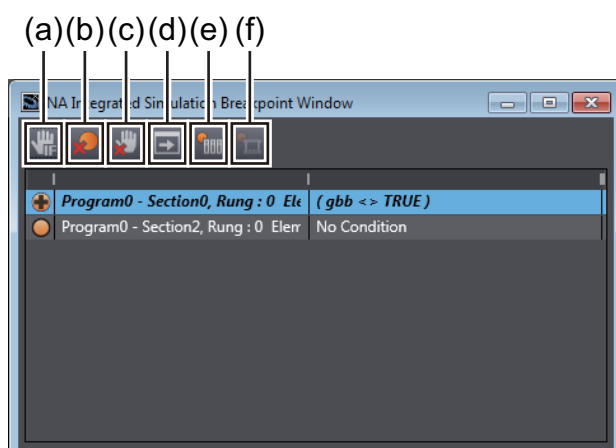 (a)(b)(c)(d)(e) (f)
NA Integrated Simulation Breakpoint Window
IF
Program0 - Section0, Rung : 0 Ele ( gbb <> TRUE )
Program0 - Section2, Rung : 0 Elem No Condition